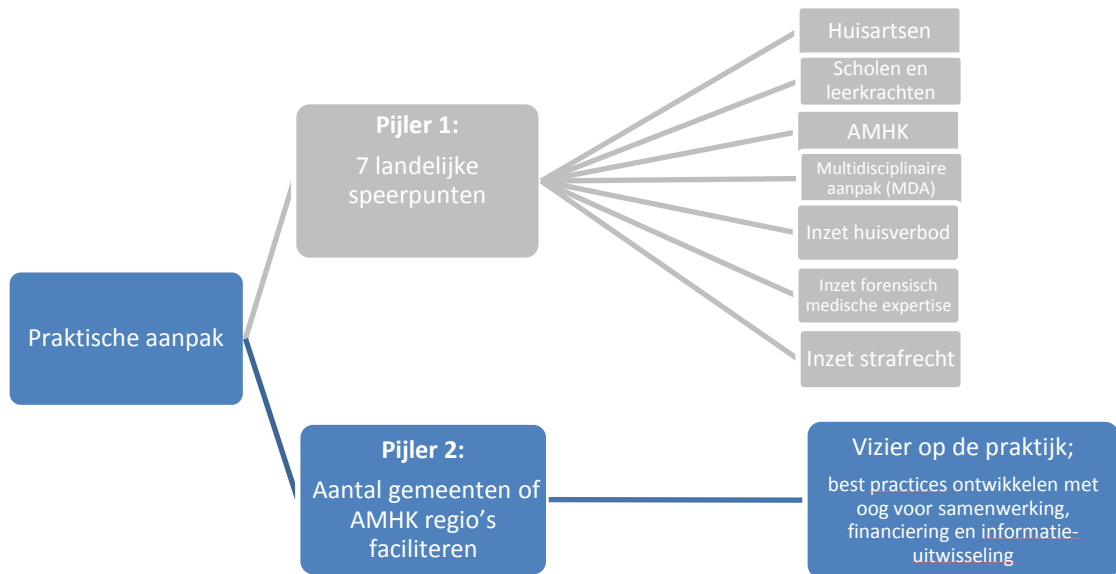 Praktische aanpak
Pijler 1:
7 landelijke
speerpunten
Huisartsen
Scholen en
leerkrachten
AMHK
Multidisciplinaire
aanpak (MDA)
Inzet huisverbod
Inzet forensisch
medische expertise
Inzet strafrecht
Pijler 2:
Aantal gemeenten of
AMHK regio's
faciliteren
Vizier op de praktijk;
best practices ontwikkelen met
oog voor samenwerking,
financiering en informatie-
uitwisseling